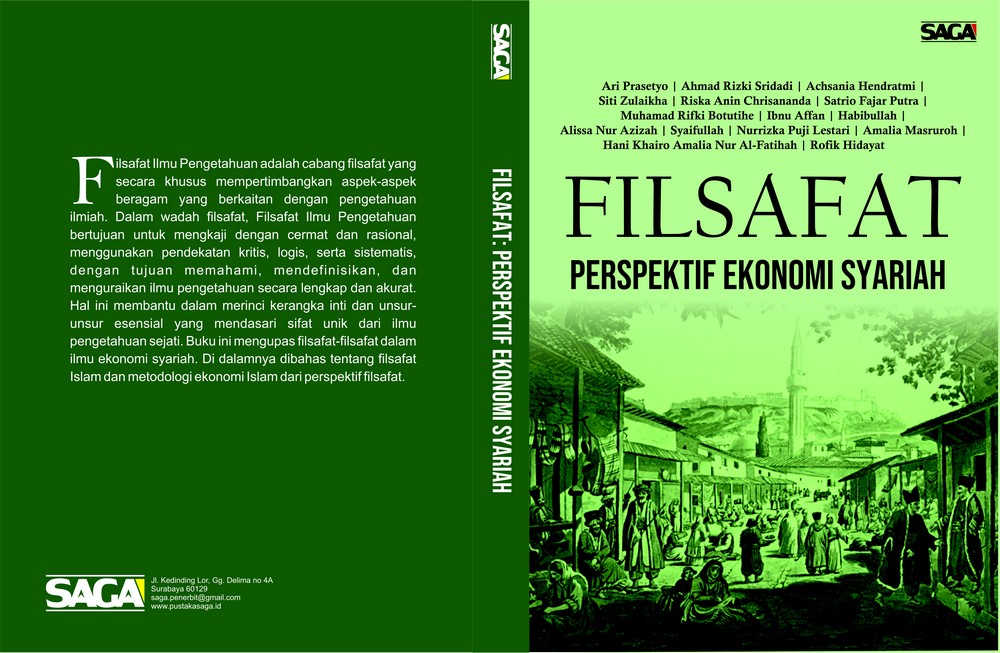 Filsafat Ilmu Pengetahuan adalah cabang filsafat yang
secara khusus mempertimbangkan aspek-aspek
beragam yang berkaitan dengan pengetahuan
ilmiah. Dalam wadah filsafat, Filsafat Ilmu Pengetahuan
bertujuan untuk mengkaji dengan cermat dan rasional,
menggunakan pendekatan kritis, logis, serta sistematis,
dengan tujuan memahami, mendefinisikan, dan
menguraikan ilmu pengetahuan secara lengkap dan akurat.
Hal ini membantu dalam merinci kerangka inti dan unsur-
unsur esensial yang mendasari sifat unik dari ilmu
pengetahuan sejati. Buku ini mengupas filsafat-filsafat dalam
ilmu ekonomi syariah. Di dalamnya dibahas tentang filsafat
Islam dan metodologi ekonomi Islam dari perspektif filsafat.
SAGA
Jl. Kedinding Lor, Gg. Delima no 4A
Surabaya 60129
saga.penerbit@gmail.com
www.pustakasaga.id
SAGA
FILSAFAT: PERSPEKTIF EKONOMI SYARIAH
SAGA
Ari Prasetyo | Ahmad Rizki Sridadi | Achsania Hendratmi |
Siti Zulaikha | Riska Anin Chrisananda | Satrio Fajar Putra |
Muhamad Rifki Botutihe | Ibnu Affan | Habibullah |
Alissa Nur Azizah | Syaifullah | Nurrizka Puji Lestari | Amalia Masruroh |
Hani Khairo Amalia Nur Al-Fatihah | Rofik Hidayat
FILSAFAT
PERSPEKTIF EKONOMI SYARIAH